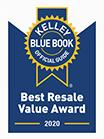 KELLEY
BLUE BOOK
OFFICIAL GUIDE
Best Resale
Value Award
2020